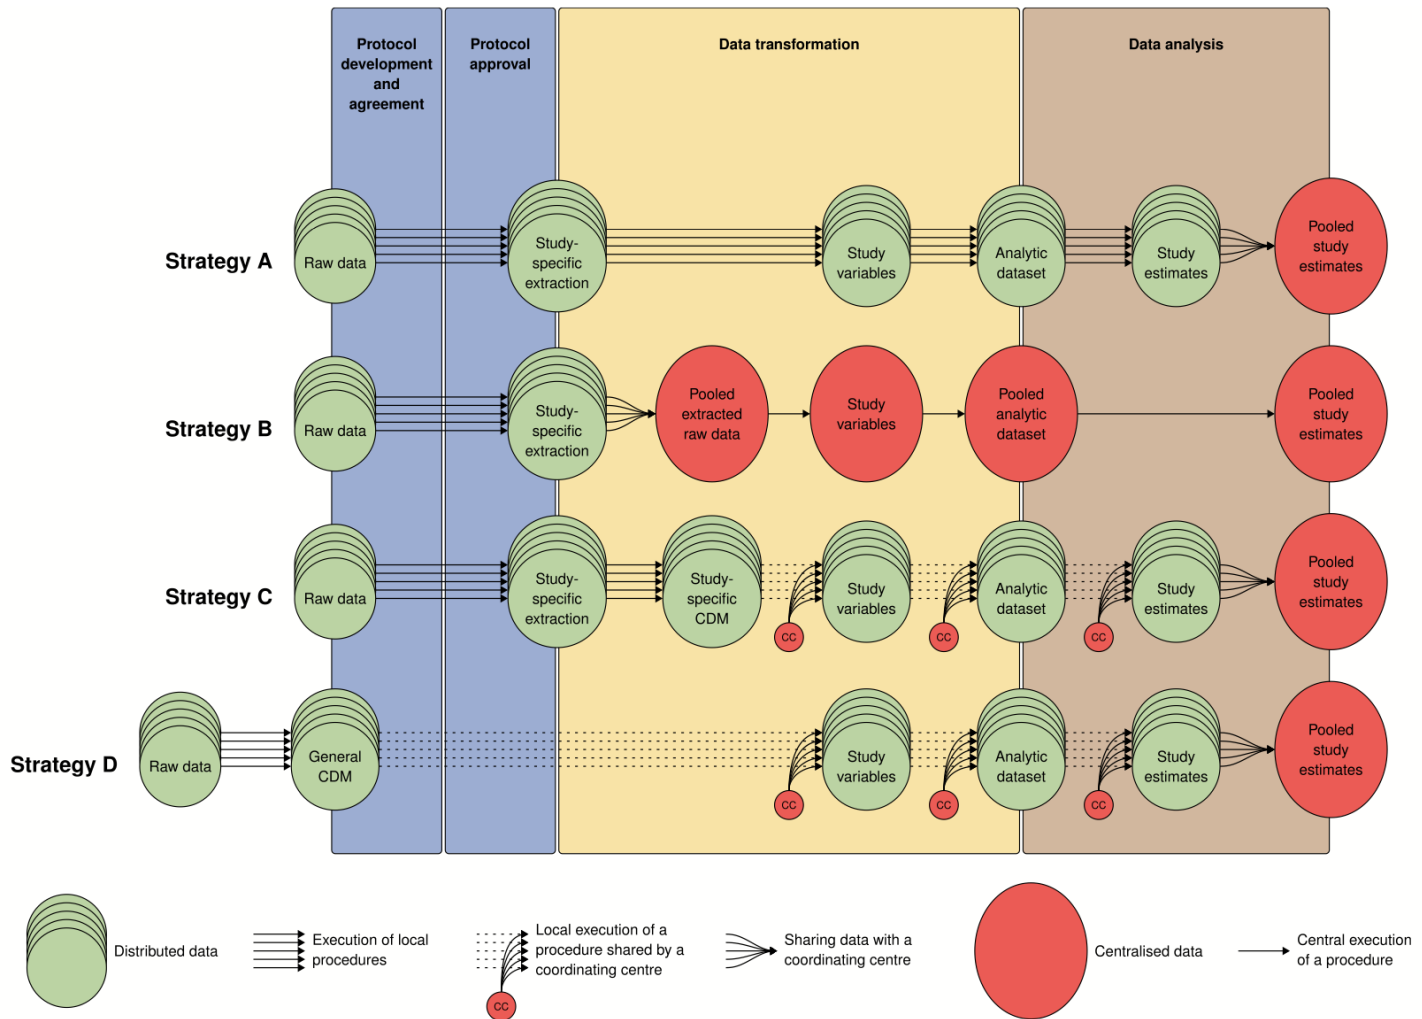 Protocol
development
and
agreement
Protocol
approval
Data transformation
Data analysis
Strategy A
Raw data
Study-
specific
extraction
Study
variables
Analytic
dataset
Study
estimates
Pooled
study
estimates
Strategy B
Raw data
Study-
specific
extraction
Pooled
extracted
raw data
Study
variables
Pooled
analytic
dataset
Pooled
study
estimates
Strategy C
Raw data
Study-
specific
extraction
Study-
specific
CDM
CC
Study
variables
CC
Analytic
dataset
CC
Study
estimates
Pooled
study
estimates
Strategy D
Raw data
General
CDM
CC
Study
variables
CC
Analytic
dataset
CC
Study
estimates
Pooled
study
estimates
Distributed data
Execution of local
procedures
CC
Local execution of a
procedure shared by a
coordinating centre
Sharing data with a
coordinating centre
Centralised data
Central execution
of a procedure